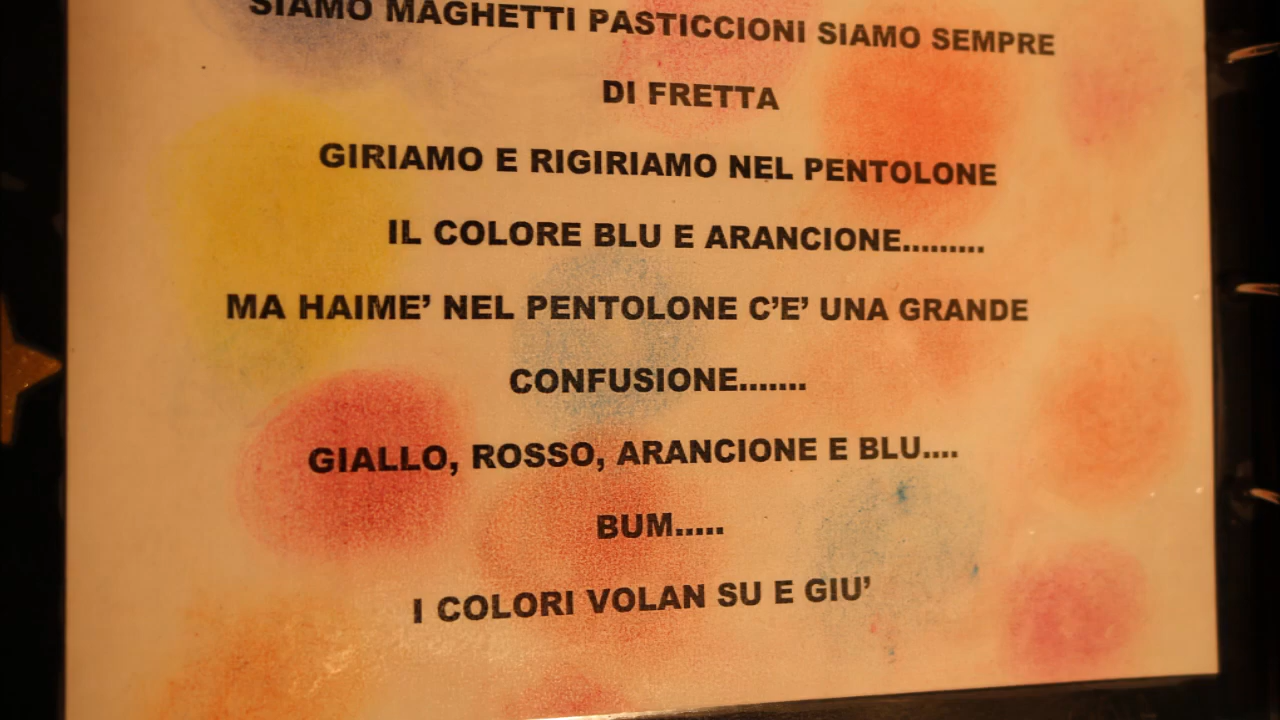 SIAMO MAGHETTI PASTICCIONI SIAMO SEMPRE
DI FRETTA
GIRIAMO E RIGIRIAMO NEL PENTOLONE
IL COLORE BLU E ARANCIONE.........
MA HAIME’ NEL PENTOLONE C’E’ UNA GRANDE
CONFUSIONE.......
GIALLO, ROSSO, ARANCIONE E BLU....
BUM.....
I COLORI VOLAN SU E GIU’